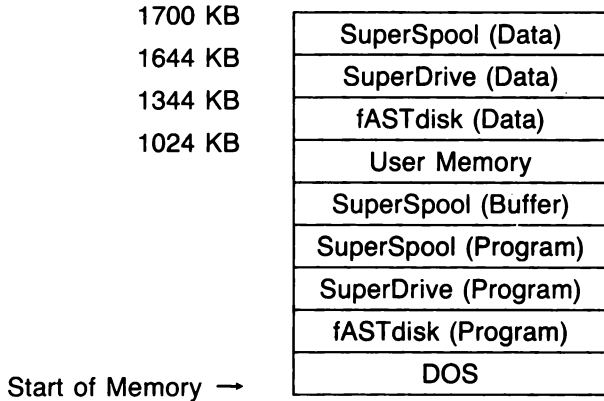 1700 KB
SuperSpool (Data)
1644 KB
SuperDrive (Data)
1344 KB
fASTdisk (Data)
1024 KB
User Memory
SuperSpool (Buffer)
SuperSpool (Program)
SuperDrive (Program)
fASTdisk (Program)
Start of Memory →
DOS